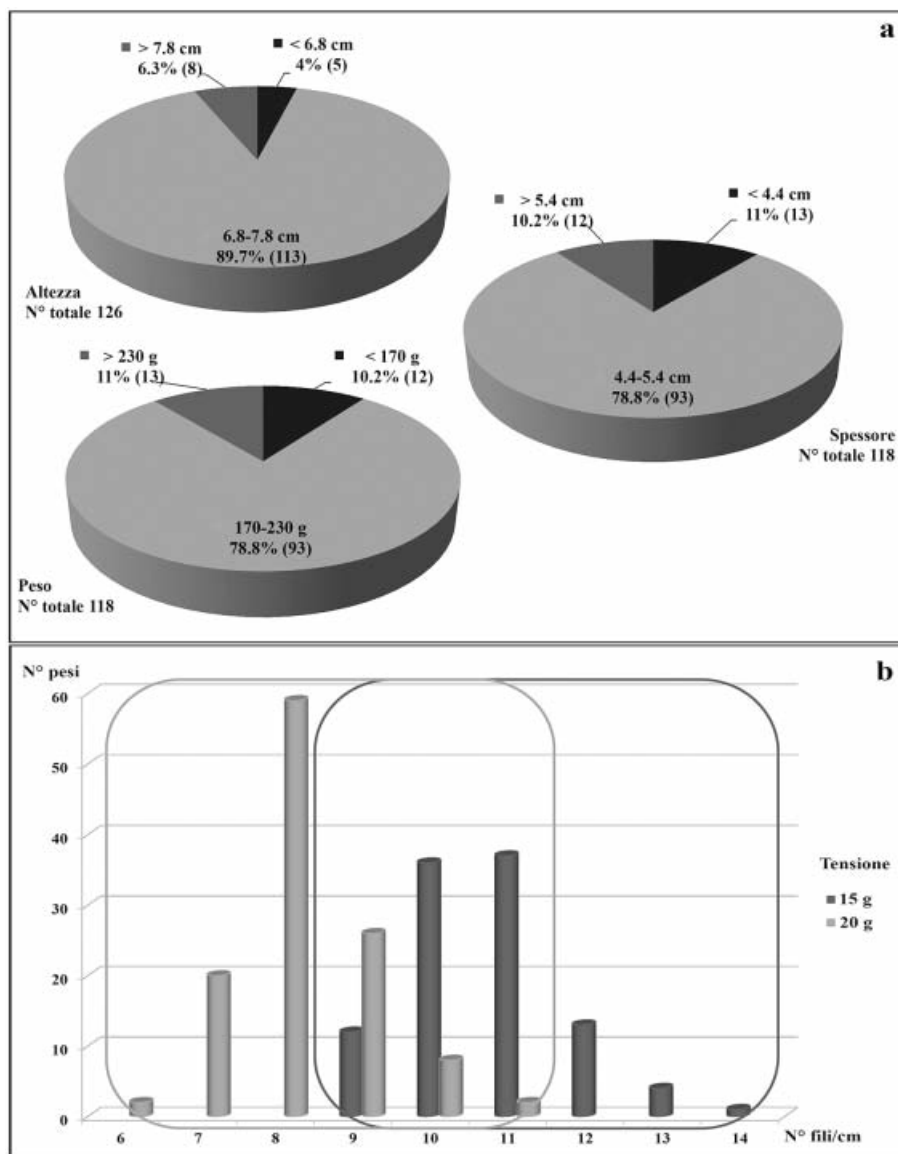 a
> 7.8 cm
6.3% (8)
< 6.8 cm
4% (5)
6.8-7.8 cm
89.7% (113)
Altezza
N° totale 126
> 5.4 cm
10.2% (12)
< 4.4 cm
11% (13)
4.4-5.4 cm
78.8% (93)
Spessore
N° totale 118
> 230 g
11% (13)
< 170 g
10.2% (12)
170-230 g
78.8% (93)
Peso
N° totale 118
b
N° pesi
60
50
40
30
20
10
0
6 7 8 9 10 11 12 13 14
N° fili/cm
Tensione
15 g
20 g